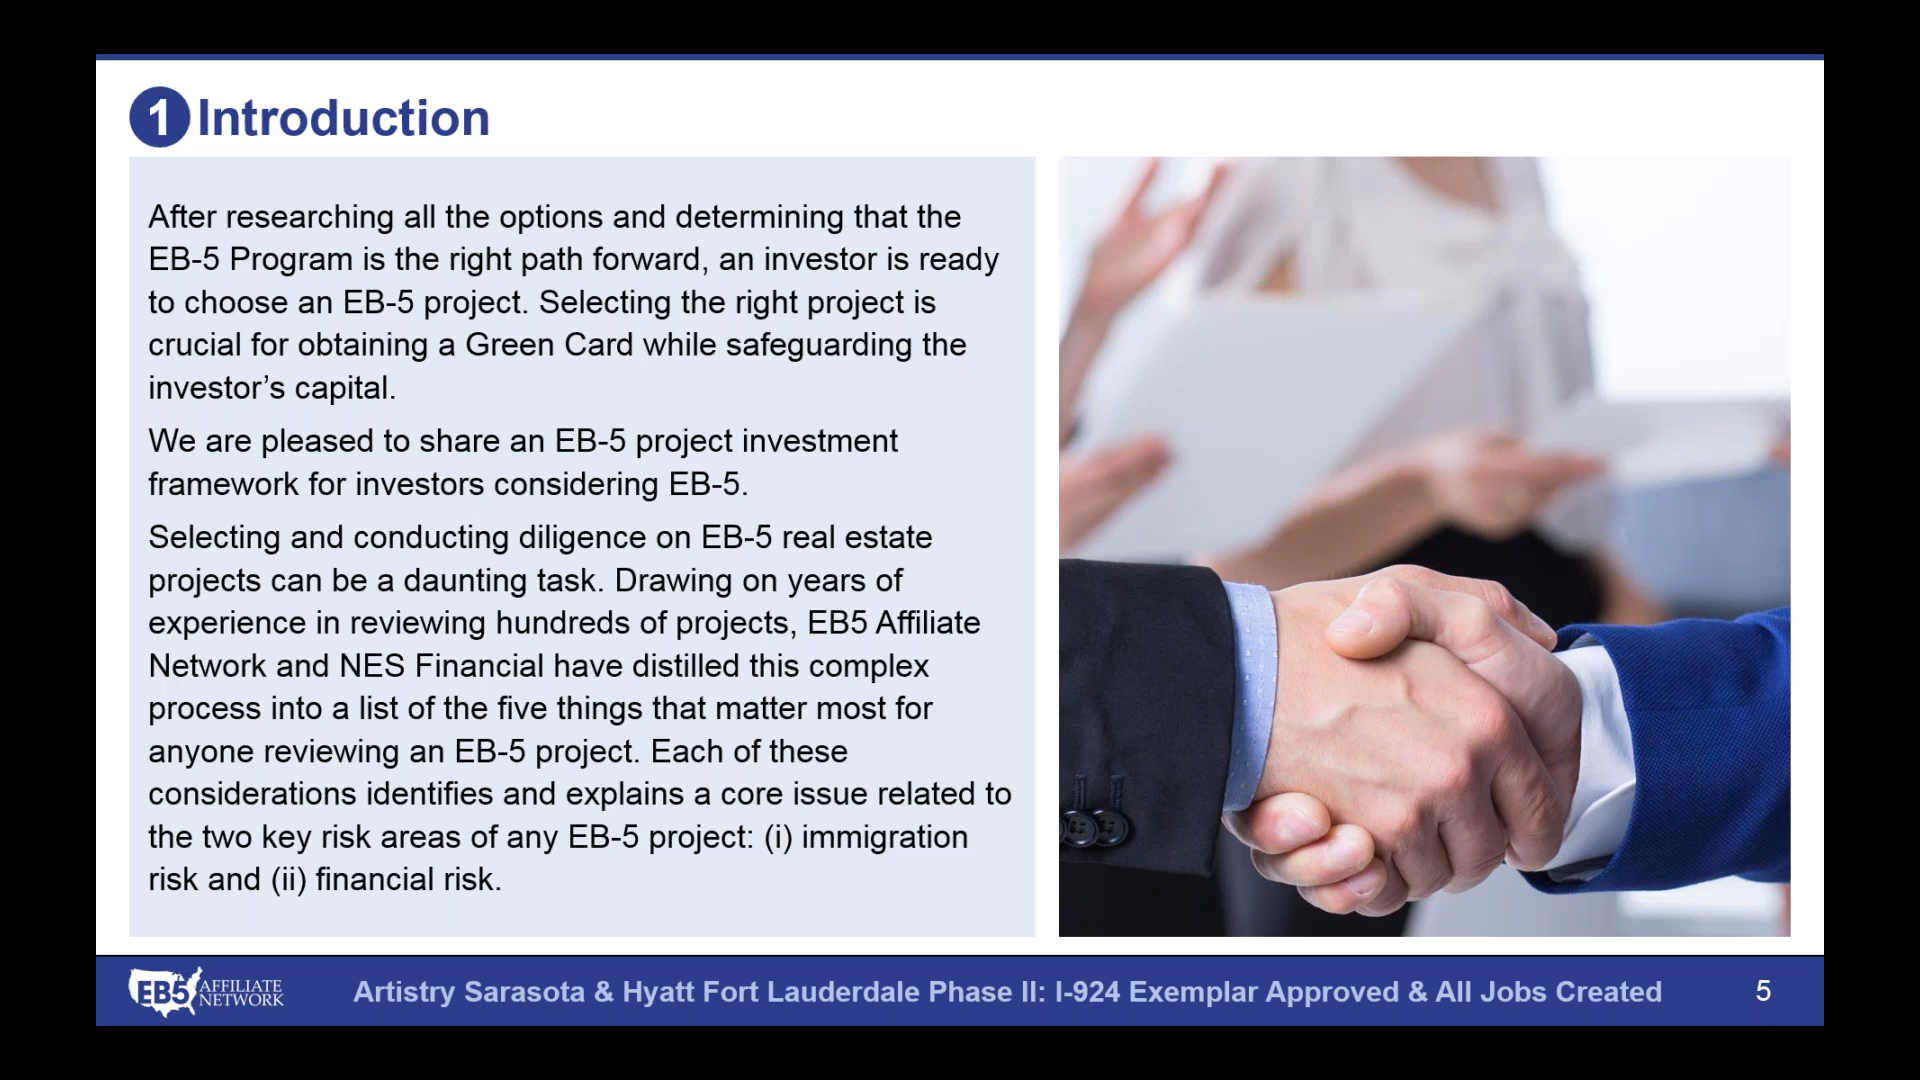 1 Introduction
After researching all the options and determining that the
EB-5 Program is the right path forward, an investor is ready
to choose an EB-5 project. Selecting the right project is
crucial for obtaining a Green Card while safeguarding the
investor’s capital.
We are pleased to share an EB-5 project investment
framework for investors considering EB-5.
Selecting and conducting diligence on EB-5 real estate
projects can be a daunting task. Drawing on years of
experience in reviewing hundreds of projects, EB5 Affiliate
Network and NES Financial have distilled this complex
process into a list of the five things that matter most for
anyone reviewing an EB-5 project. Each of these
considerations identifies and explains a core issue related to
the two key risk areas of any EB-5 project: (i) immigration
risk and (ii) financial risk.
EB5 AFFILIATE
NETWORK
Artistry Sarasota & Hyatt Fort Lauderdale Phase II: I-924 Exemplar Approved & All Jobs Created
5